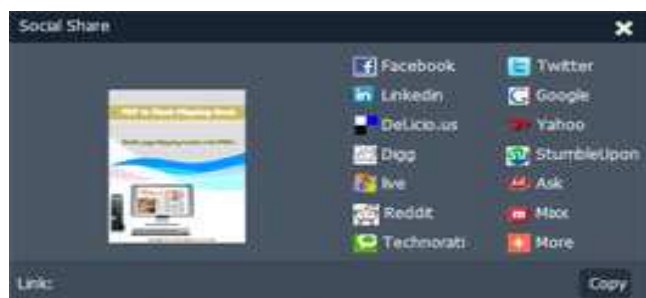 Social Share
Facebook
Twitter
Linkedin
Google
Del.icio.us
Yahoo
Digg
StumbleUpon
live
Ask
Reddit
Mixx
Technorati
More
Link:
Copy